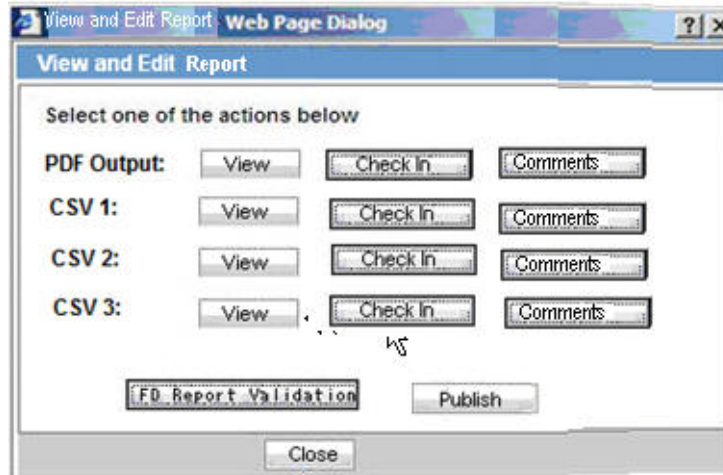 View and Edit Report Web Page Dialog ? X
View and Edit Report
Select one of the actions below
PDF Output: View Check In Comments
CSV 1: View Check In Comments
CSV 2: View Check In Comments
CSV 3: View Check In Comments
FD Report Validation Publish
Close